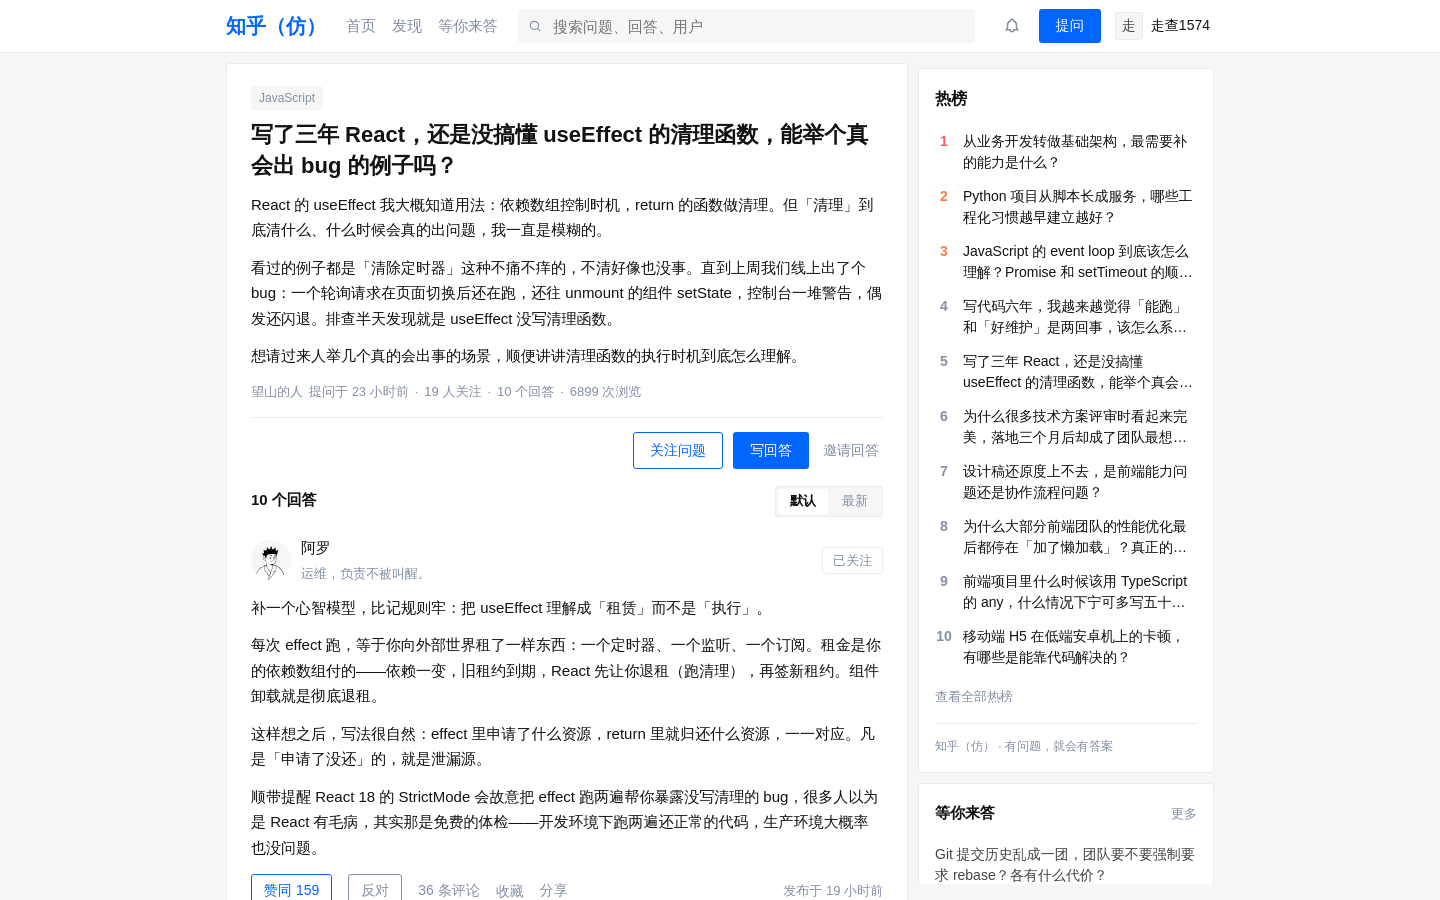 知乎（仿）
首页
发现
等你来答
搜索问题、回答、用户
提问
走
走查1574
JavaScript
写了三年 React，还是没搞懂 useEffect 的清理函数，能举个真
会出 bug 的例子吗？
React 的 useEffect 我大概知道用法：依赖数组控制时机，return 的函数做清理。但「清理」到
底清什么、什么时候会真的出问题，我一直是模糊的。
看过的例子都是「清除定时器」这种不痛不痒的，不清好像也没事。直到上周我们线上出了个
bug：一个轮询请求在页面切换后还在跑，还往 unmount 的组件 setState，控制台一堆警告，偶
发还闪退。排查半天发现就是 useEffect 没写清理函数。
想请过来人举几个真的会出事的场景，顺便讲讲清理函数的执行时机到底怎么理解。
望山的人 提问于 23 小时前 · 19 人关注 · 10 个回答 · 6899 次浏览
关注问题
写回答
邀请回答
10 个回答
默认
最新
阿罗
运维，负责不被叫醒。
已关注
补一个心智模型，比记规则牢：把 useEffect 理解成「租赁」而不是「执行」。
每次 effect 跑，等于你向外部世界租了一样东西：一个定时器、一个监听、一个订阅。租金是你
的依赖数组付的——依赖一变，旧租约到期，React 先让你退租（跑清理），再签新租约。组件
卸载就是彻底退租。
这样想之后，写法很自然：effect 里申请了什么资源，return 里就归还什么资源，一一对应。凡
是「申请了没还」的，就是泄漏源。
顺带提醒 React 18 的 StrictMode 会故意把 effect 跑两遍帮你暴露没写清理的 bug，很多人以为
是 React 有毛病，其实那是免费的体检——开发环境下跑两遍还正常的代码，生产环境大概率
也没问题。
赞同 159
反对
36 条评论
收藏
分享
发布于 19 小时前
热榜
1 从业务开发转做基础架构，最需要补
的能力是什么？
2 Python 项目从脚本长成服务，哪些工
程化习惯越早建立越好？
3 JavaScript 的 event loop 到底该怎么
理解？Promise 和 setTimeout 的顺…
4 写代码六年，我越来越觉得「能跑」
和「好维护」是两回事，该怎么系…
5 写了三年 React，还是没搞懂
useEffect 的清理函数，能举个真会…
6 为什么很多技术方案评审时看起来完
美，落地三个月后却成了团队最想…
7 设计稿还原度上不去，是前端能力问
题还是协作流程问题？
8 为什么大部分前端团队的性能优化最
后都停在「加了懒加载」？真正的…
9 前端项目里什么时候该用 TypeScript
的 any，什么情况下宁可多写五十…
10 移动端 H5 在低端安卓机上的卡顿，
有哪些是能靠代码解决的？
查看全部热榜
知乎（仿） · 有问题，就会有答案
等你来答
更多
Git 提交历史乱成一团，团队要不要强制要
求 rebase？各有什么代价？